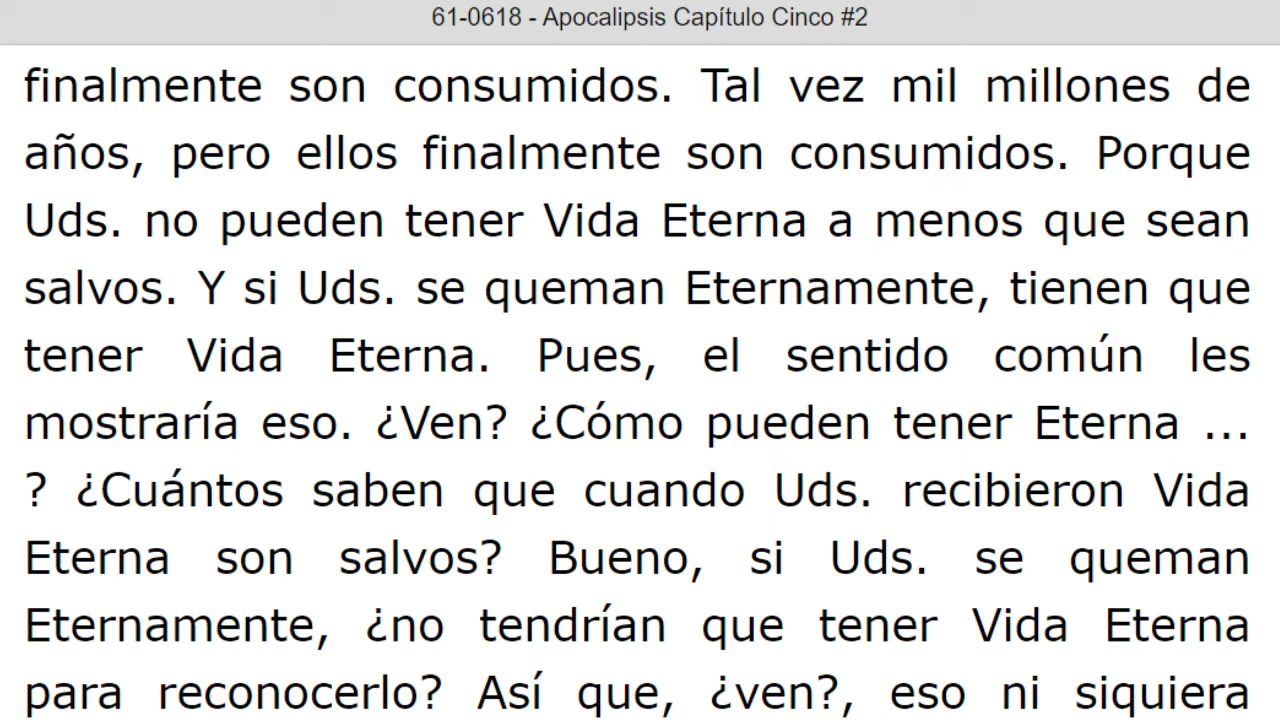 61-0618 - Apocalipsis Capítulo Cinco #2
finalmente son consumidos. Tal vez mil millones de
años, pero ellos finalmente son consumidos. Porque
Uds. no pueden tener Vida Eterna a menos que sean
salvos. Y si Uds. se queman Eternamente, tienen que
tener Vida Eterna. Pues, el sentido común les
mostraría eso. ¿Ven? ¿Cómo pueden tener Eterna ...
? ¿Cuántos saben que cuando Uds. recibieron Vida
Eterna son salvos? Bueno, si Uds. se queman
Eternamente, ¿no tendrían que tener Vida Eterna
para reconocerlo? Así que, ¿ven?, eso ni siquiera